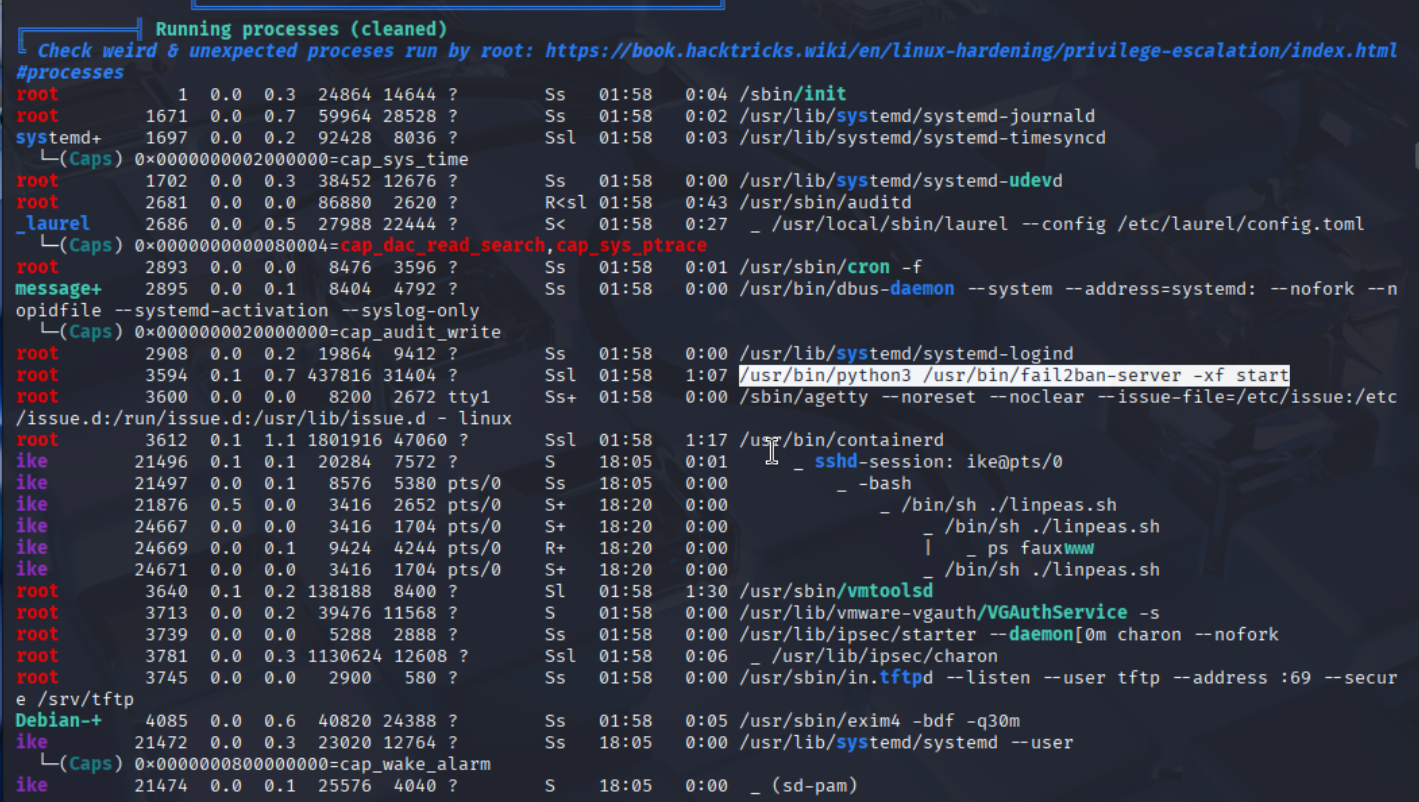 Running processes (cleaned)
Check weird & unexpected proceses run by root: https://book.hacktricks.wiki/en/linux-hardening/privilege-escalation/index.html
#processes
root 1 0.0 0.3 24864 14644 ? Ss 01:58 0:04 /sbin/init
root 1671 0.0 0.7 59964 28528 ? Ss 01:58 0:02 /usr/lib/systemd/systemd-journald
systemd+ 1697 0.0 0.2 92428 8036 ? Ssl 01:58 0:03 /usr/lib/systemd/systemd-timesyncd
└─(Caps) 0×0000000002000000=cap_sys_time
root 1702 0.0 0.3 38452 12676 ? Ss 01:58 0:00 /usr/lib/systemd/systemd-udevd
root 2681 0.0 0.0 86880 2620 ? R<sl 01:58 0:43 /usr/sbin/auditd
_laurel 2686 0.0 0.5 27988 22444 ? S< 01:58 0:27 _ /usr/local/sbin/laurel --config /etc/laurel/config.toml
└─(Caps) 0×0000000000080004=cap_dac_read_search,cap_sys_ptrace
root 2893 0.0 0.0 8476 3596 ? Ss 01:58 0:01 /usr/sbin/cron -f
message+ 2895 0.0 0.1 8404 4792 ? Ss 01:58 0:00 /usr/bin/dbus-daemon --system --address=systemd: --nofork --n
opidfile --systemd-activation --syslog-only
└─(Caps) 0×0000000020000000=cap_audit_write
root 2908 0.0 0.2 19864 9412 ? Ss 01:58 0:00 /usr/lib/systemd/systemd-logind
root 3594 0.1 0.7 437816 31404 ? Ssl 01:58 1:07 /usr/bin/python3 /usr/bin/fail2ban-server -xf start
root 3600 0.0 0.0 8200 2672 tty1 Ss+ 01:58 0:00 /sbin/agetty --noreset --noclear --issue-file=/etc/issue:/etc
/issue.d:/run/issue.d:/usr/lib/issue.d - linux
root 3612 0.1 1.1 1801916 47060 ? Ssl 01:58 1:17 /usr/bin/containerd
ike 21496 0.1 0.1 20284 7572 ? S 18:05 0:01 _ sshd-session: ike@pts/0
ike 21497 0.0 0.1 8576 5380 pts/0 Ss 18:05 0:00 _ -bash
ike 21876 0.5 0.0 3416 2652 pts/0 S+ 18:20 0:00 _ /bin/sh ./linpeas.sh
ike 24667 0.0 0.0 3416 1704 pts/0 S+ 18:20 0:00 _ /bin/sh ./linpeas.sh
ike 24669 0.0 0.1 9424 4244 pts/0 R+ 18:20 0:00 | _ ps fauxwww
ike 24671 0.0 0.0 3416 1704 pts/0 S+ 18:20 0:00 _ /bin/sh ./linpeas.sh
root 3640 0.1 0.2 138188 8400 ? Sl 01:58 1:30 /usr/sbin/vmtoolsd
root 3713 0.0 0.2 39476 11568 ? S 01:58 0:00 /usr/lib/vmware-vgauth/VGAuthService -s
root 3739 0.0 0.0 5288 2888 ? Ss 01:58 0:00 /usr/lib/ipsec/starter --daemon[0m charon --nofork
root 3781 0.0 0.3 1130624 12608 ? Ssl 01:58 0:06 _ /usr/lib/ipsec/charon
root 3745 0.0 0.0 2900 580 ? Ss 01:58 0:00 /usr/sbin/in.tftpd --listen --user tftp --address :69 --secur
e /srv/tftp
Debian-+ 4085 0.0 0.6 40820 24388 ? Ss 01:58 0:05 /usr/sbin/exim4 -bdf -q30m
ike 21472 0.0 0.3 23020 12764 ? Ss 18:05 0:00 /usr/lib/systemd/systemd --user
└─(Caps) 0×0000000800000000=cap_wake_alarm
ike 21474 0.0 0.1 25576 4040 ? S 18:05 0:00 _ (sd-pam)